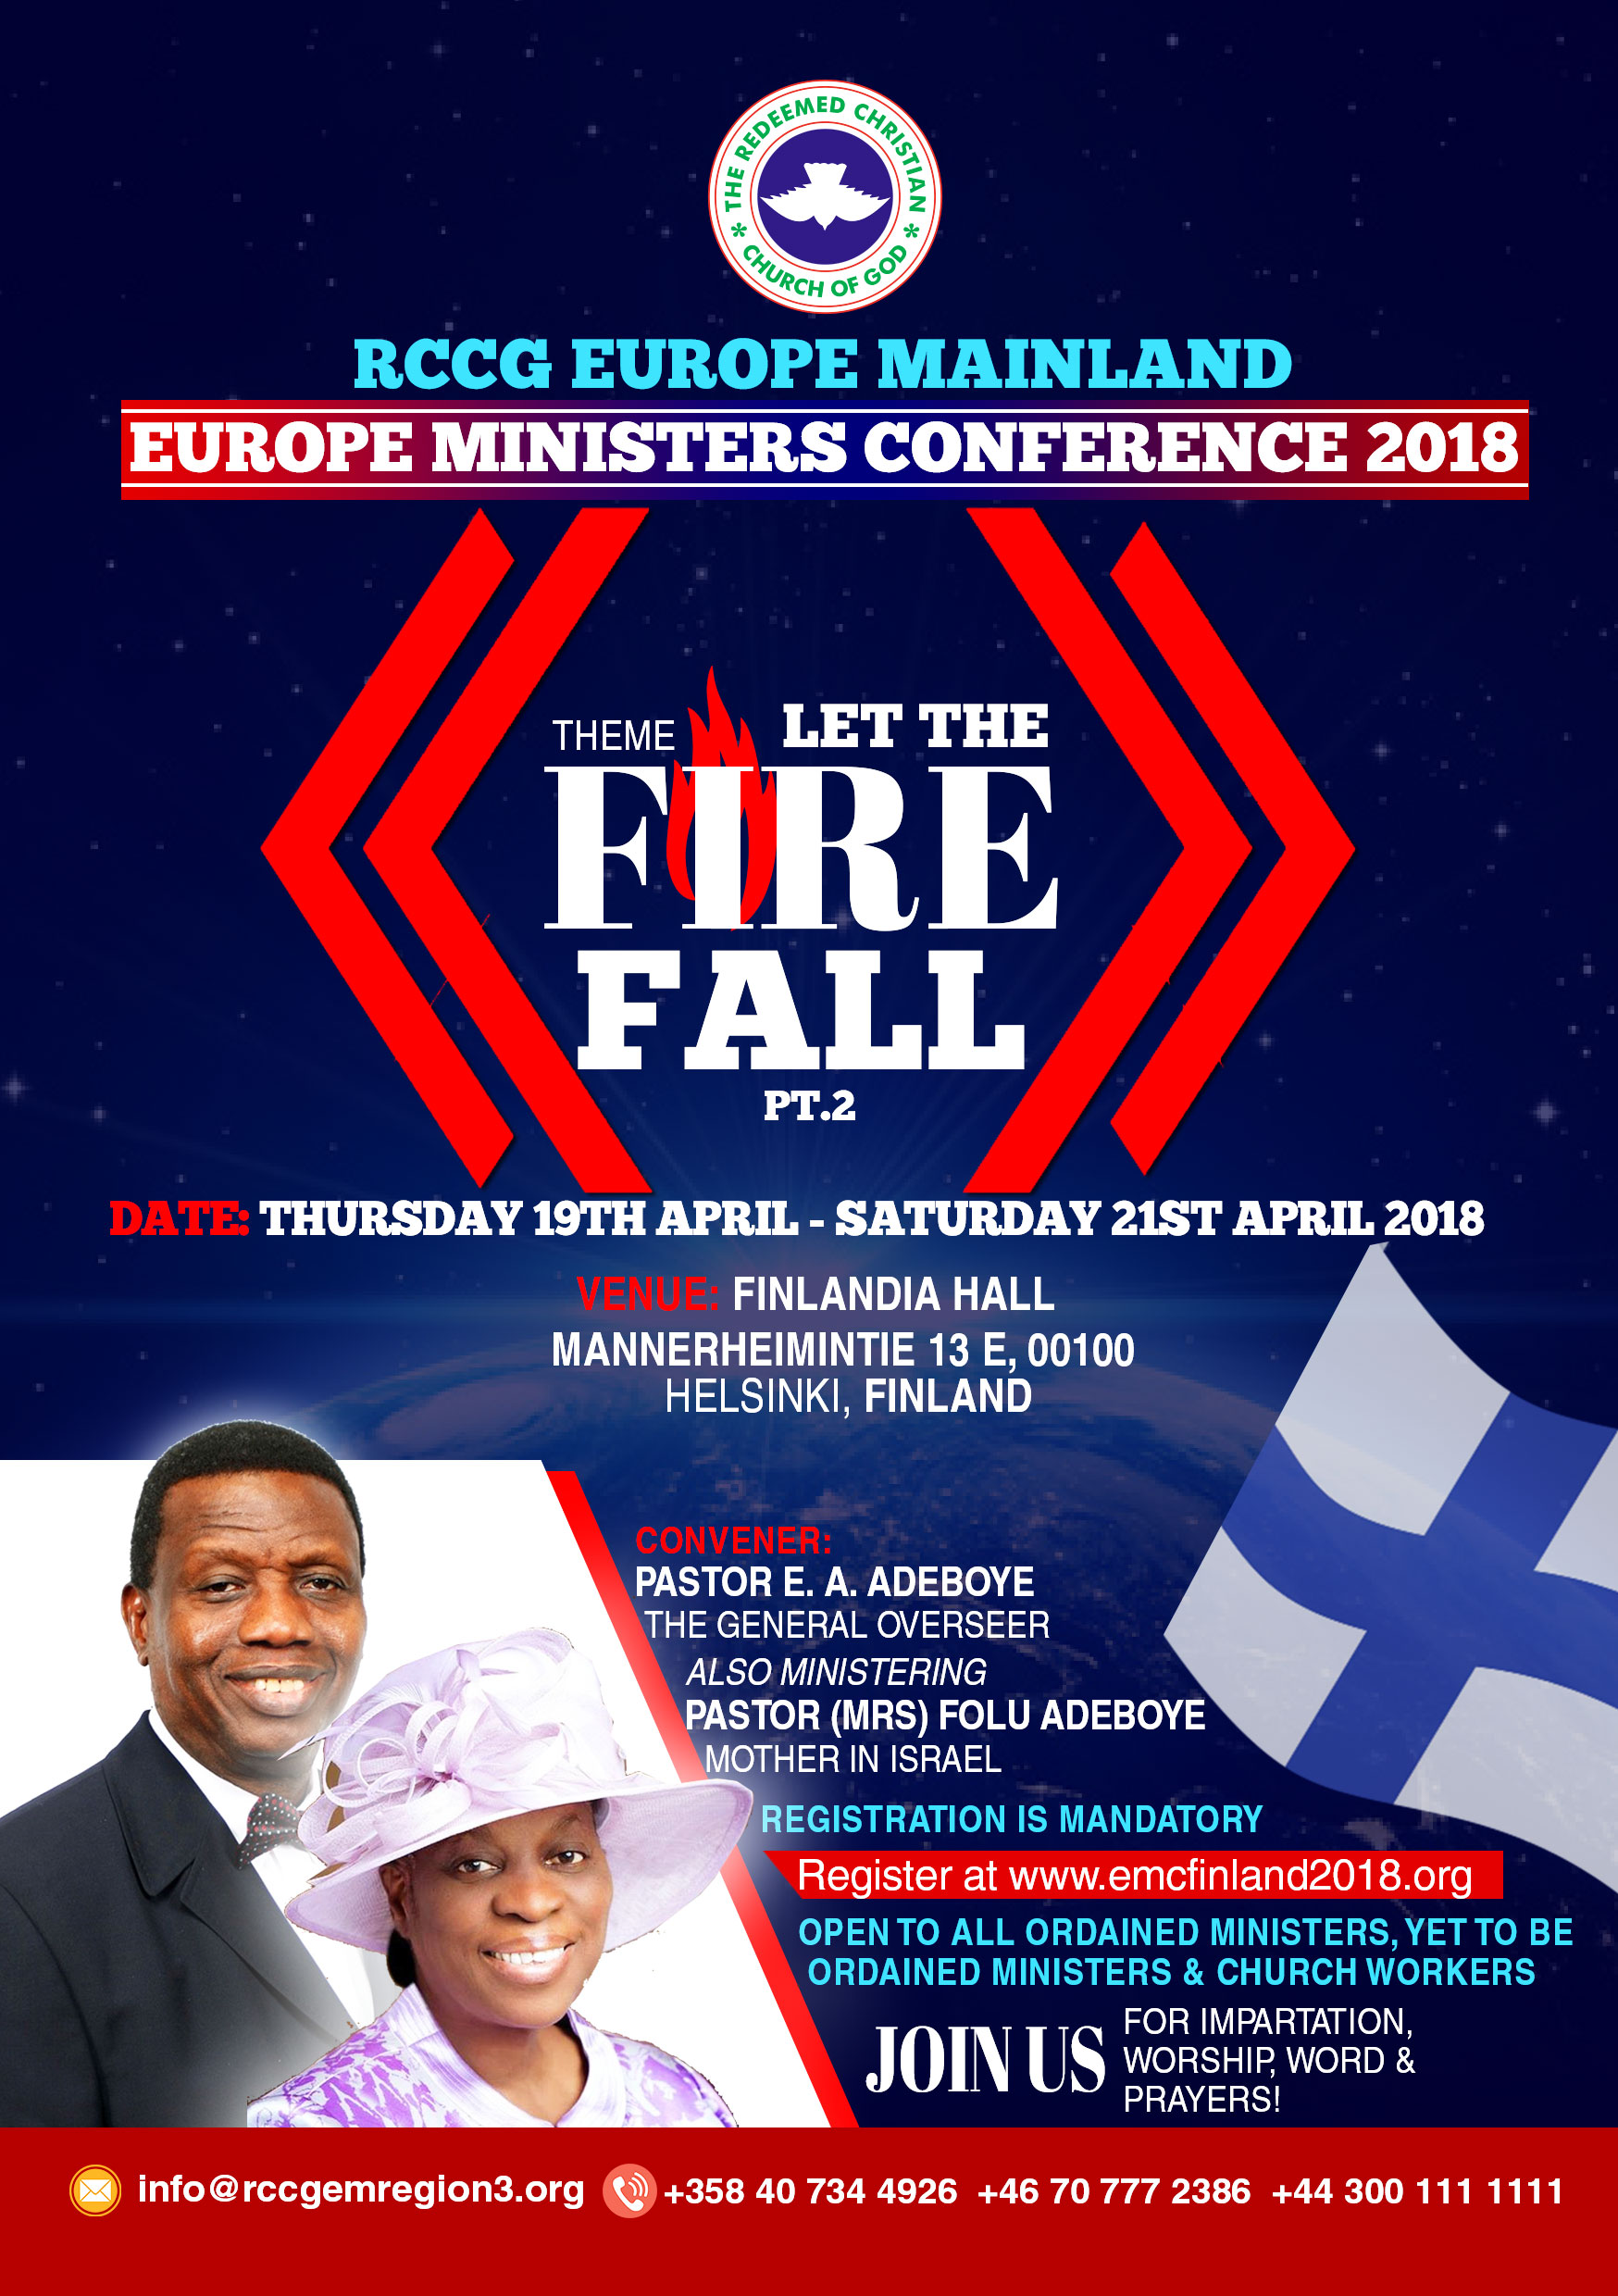 THE REDEEMED CHRISTIAN
* CHURCH OF GOD *
RCCG EUROPE MAINLAND
EUROPE MINISTERS CONFERENCE 2018
THEME LET THE
FIRE
FALL
PT.2
DATE: THURSDAY 19TH APRIL - SATURDAY 21ST APRIL 2018
VENUE: FINLANDIA HALL
MANNERHEIMINTIE 13 E, 00100
HELSINKI, FINLAND
CONVENER:
PASTOR E. A. ADEBOYE
THE GENERAL OVERSEER
ALSO MINISTERING
PASTOR (MRS) FOLU ADEBOYE
MOTHER IN ISRAEL
REGISTRATION IS MANDATORY
Register at www.emcfinland2018.org
OPEN TO ALL ORDAINED MINISTERS, YET TO BE
ORDAINED MINISTERS & CHURCH WORKERS
JOIN US
FOR IMPARTATION,
WORSHIP, WORD &
PRAYERS!
info@rccgemregion3.org +358 40 734 4926 +46 70 777 2386 +44 300 111 1111